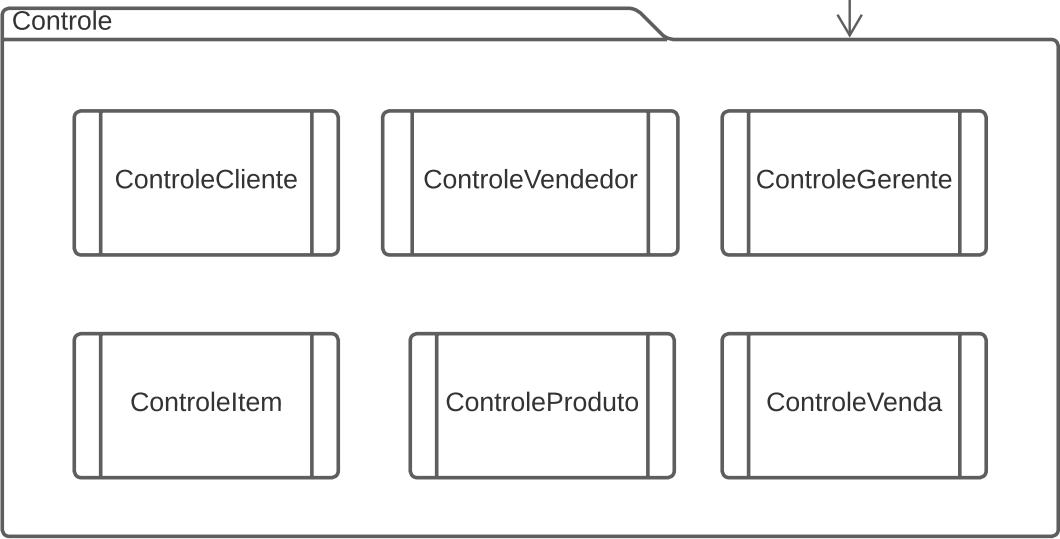 Controle
ControleCliente
ControleVendedor
ControleGerente
ControleItem
ControleProduto
ControleVenda